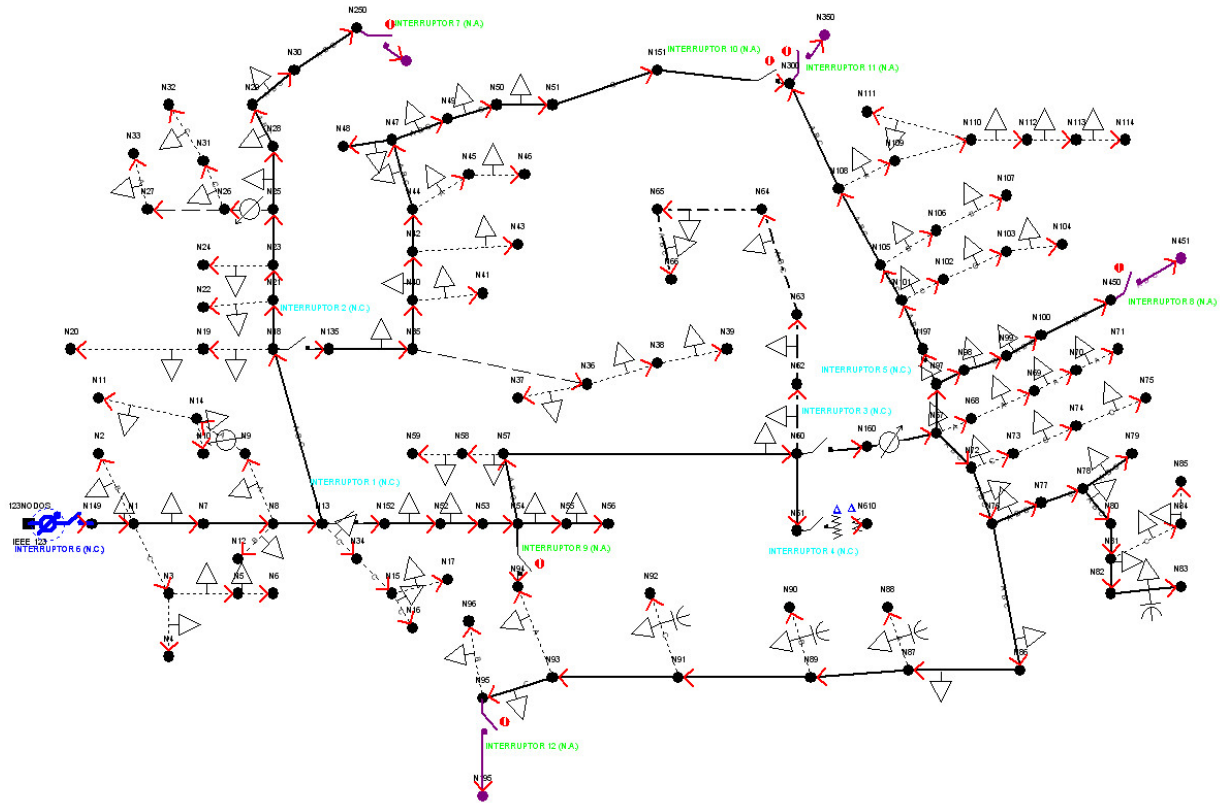 N250
INTERRUPTOR 7 (N.A.)
N350
N30
N151
INTERRUPTOR 10 (N.A.)
N300
INTERRUPTOR 11 (N.A.)
N32
N29
N50
N51
N49
N111
N33
N28
N48
N47
N110
N112
N113
N114
N31
N45
N46
N109
N27
N26
N25
N44
N65
N64
N108
N107
N106
N24
N23
N42
N43
N103
N104
N66
N105
N102
N451
N22
N21
N40
N41
N101
N450
INTERRUPTOR 8 (N.A.)
INTERRUPTOR 2 (N.C.)
N63
N20
N19
N18
N135
N35
N38
N39
N197
N100
N71
N99
N98
N70
N36
N62
INTERRUPTOR 5 (N.C.)
N97
N11
N37
N69
N75
N14
INTERRUPTOR 3 (N.C.)
N68
N74
N2
N10
N9
N59
N58
N57
N60
N160
N67
N73
N79
N72
N78
N85
INTERRUPTOR 1 (N.C.)
123NODOS_
N149
N1
N7
N8
N13
N152
N52
N53
N54
N55
N56
N61
N610
N76
N77
N80
N84
IEEE_123
INTERRUPTOR 6 (N.C.)
INTERRUPTOR 9 (N.A.)
INTERRUPTOR 4 (N.C.)
N12
N34
N81
N3
N5
N6
N15
N17
N94
N82
N83
N16
N96
N92
N90
N88
N4
N93
N91
N89
N87
N86
N95
INTERRUPTOR 12 (N.A.)
N195